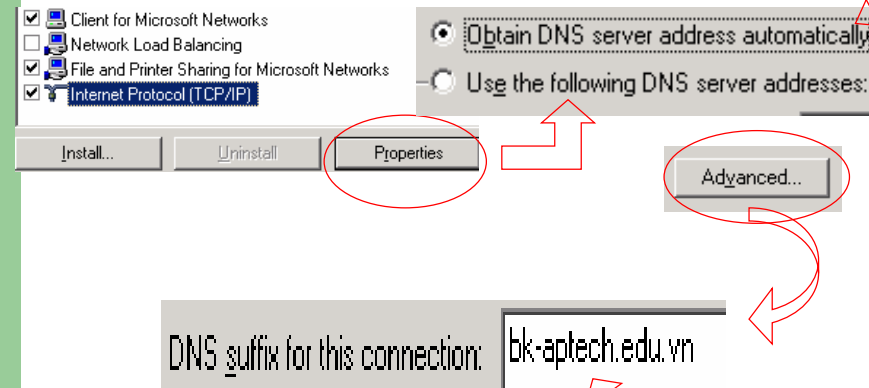 Client for Microsoft Networks
Network Load Balancing
File and Printer Sharing for Microsoft Networks
Internet Protocol (TCP/IP)
Install...
Uninstall
Properties
Obtain DNS server address automatically
Use the following DNS server addresses:
Advanced...
DNS suffix for this connection:
bk-aptech.edu.vn